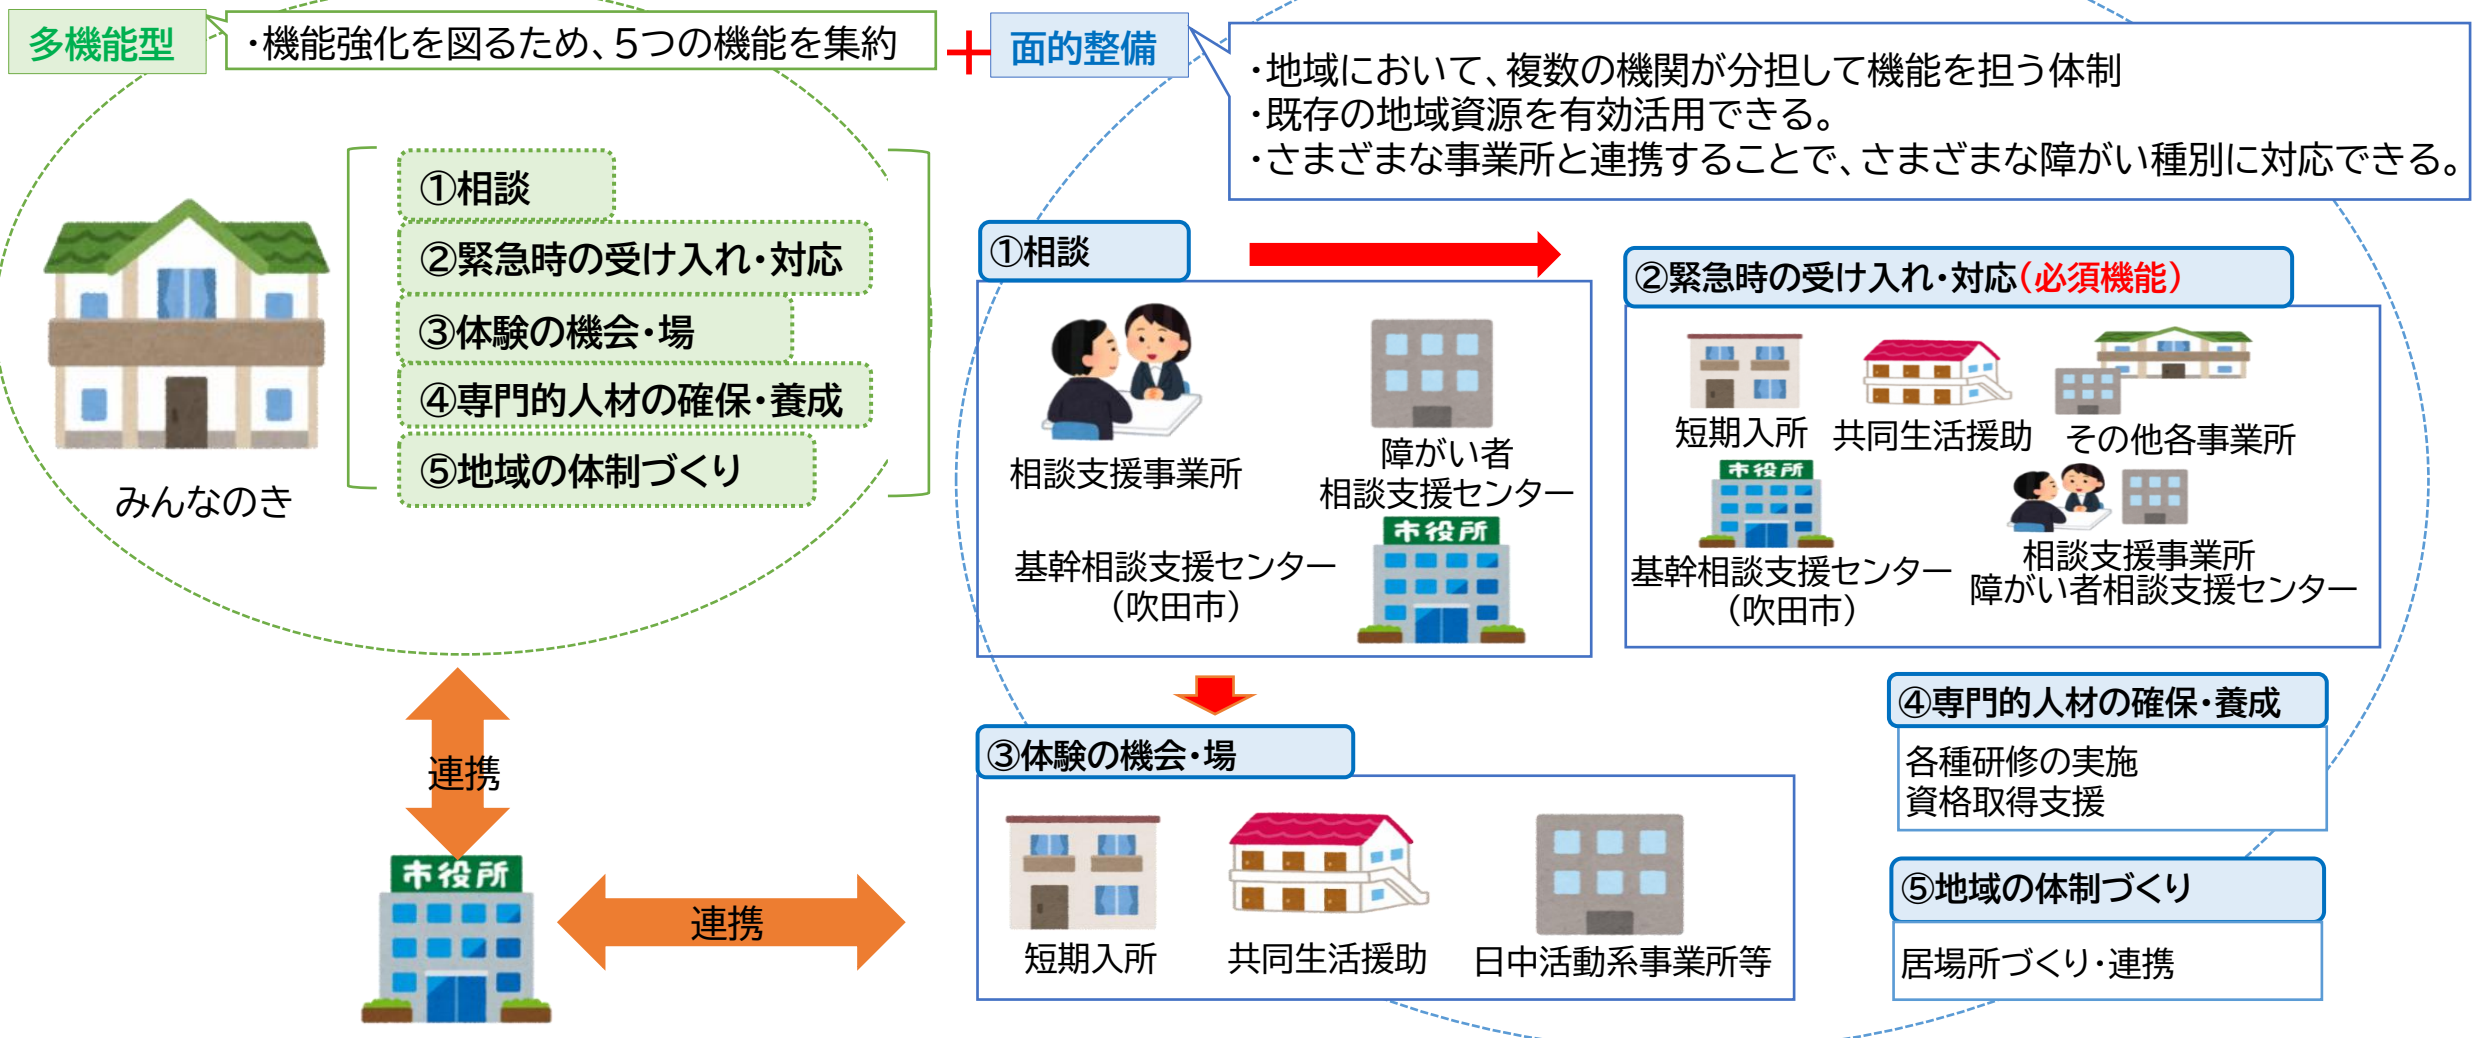 多機能型
・機能強化を図るため、５つの機能を集約
＋
面的整備
・地域において、複数の機関が分担して機能を担う体制
・既存の地域資源を有効活用できる。
・さまざまな事業所と連携することで、さまざまな障がい種別に対応できる。
①相談
②緊急時の受け入れ・対応
③体験の機会・場
④専門的人材の確保・養成
⑤地域の体制づくり
みんなのき
連携
市役所
連携
①相談
相談支援事業所
障がい者
相談支援センター
市役所
基幹相談支援センター
（吹田市）
②緊急時の受け入れ・対応（必須機能）
短期入所
共同生活援助
その他各事業所
市役所
基幹相談支援センター
（吹田市）
相談支援事業所
障がい者相談支援センター
③体験の機会・場
短期入所
共同生活援助
日中活動系事業所等
④専門的人材の確保・養成
各種研修の実施
資格取得支援
⑤地域の体制づくり
居場所づくり・連携